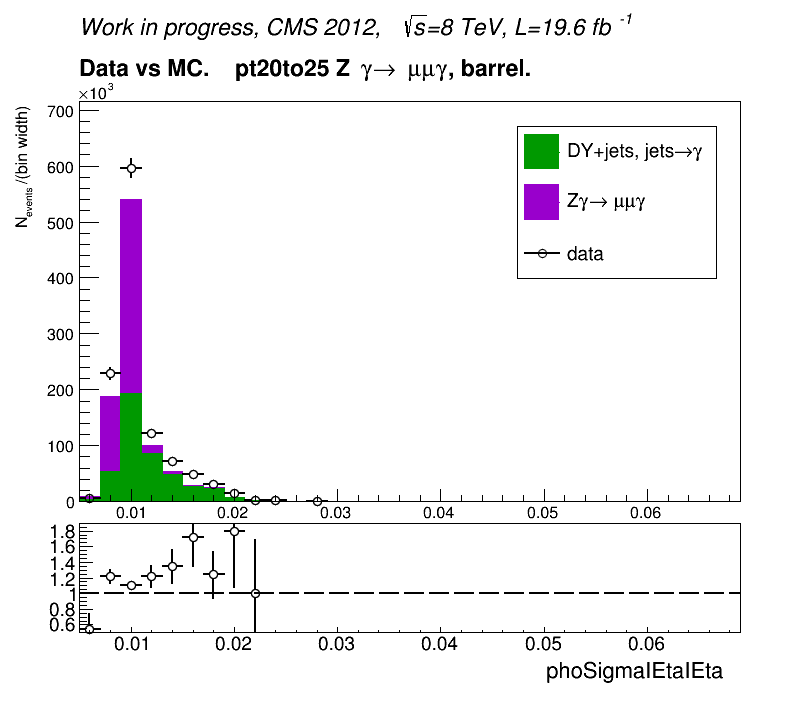 Work in progress, CMS 2012, √s=8 TeV, L=19.6 fb -1
Data vs MC. pt20to25 Z γ→ μμγ, barrel.
×10³
700
600
500
400
300
200
100
0
N events /(bin width)
DY+jets, jets→γ
Zγ→ μμγ
data
0.01 0.02 0.03 0.04 0.05 0.06
1.8
1.6
1.4
1.2
1
0.8
0.6
0.01 0.02 0.03 0.04 0.05 0.06
phoSigmaIEtaIEta